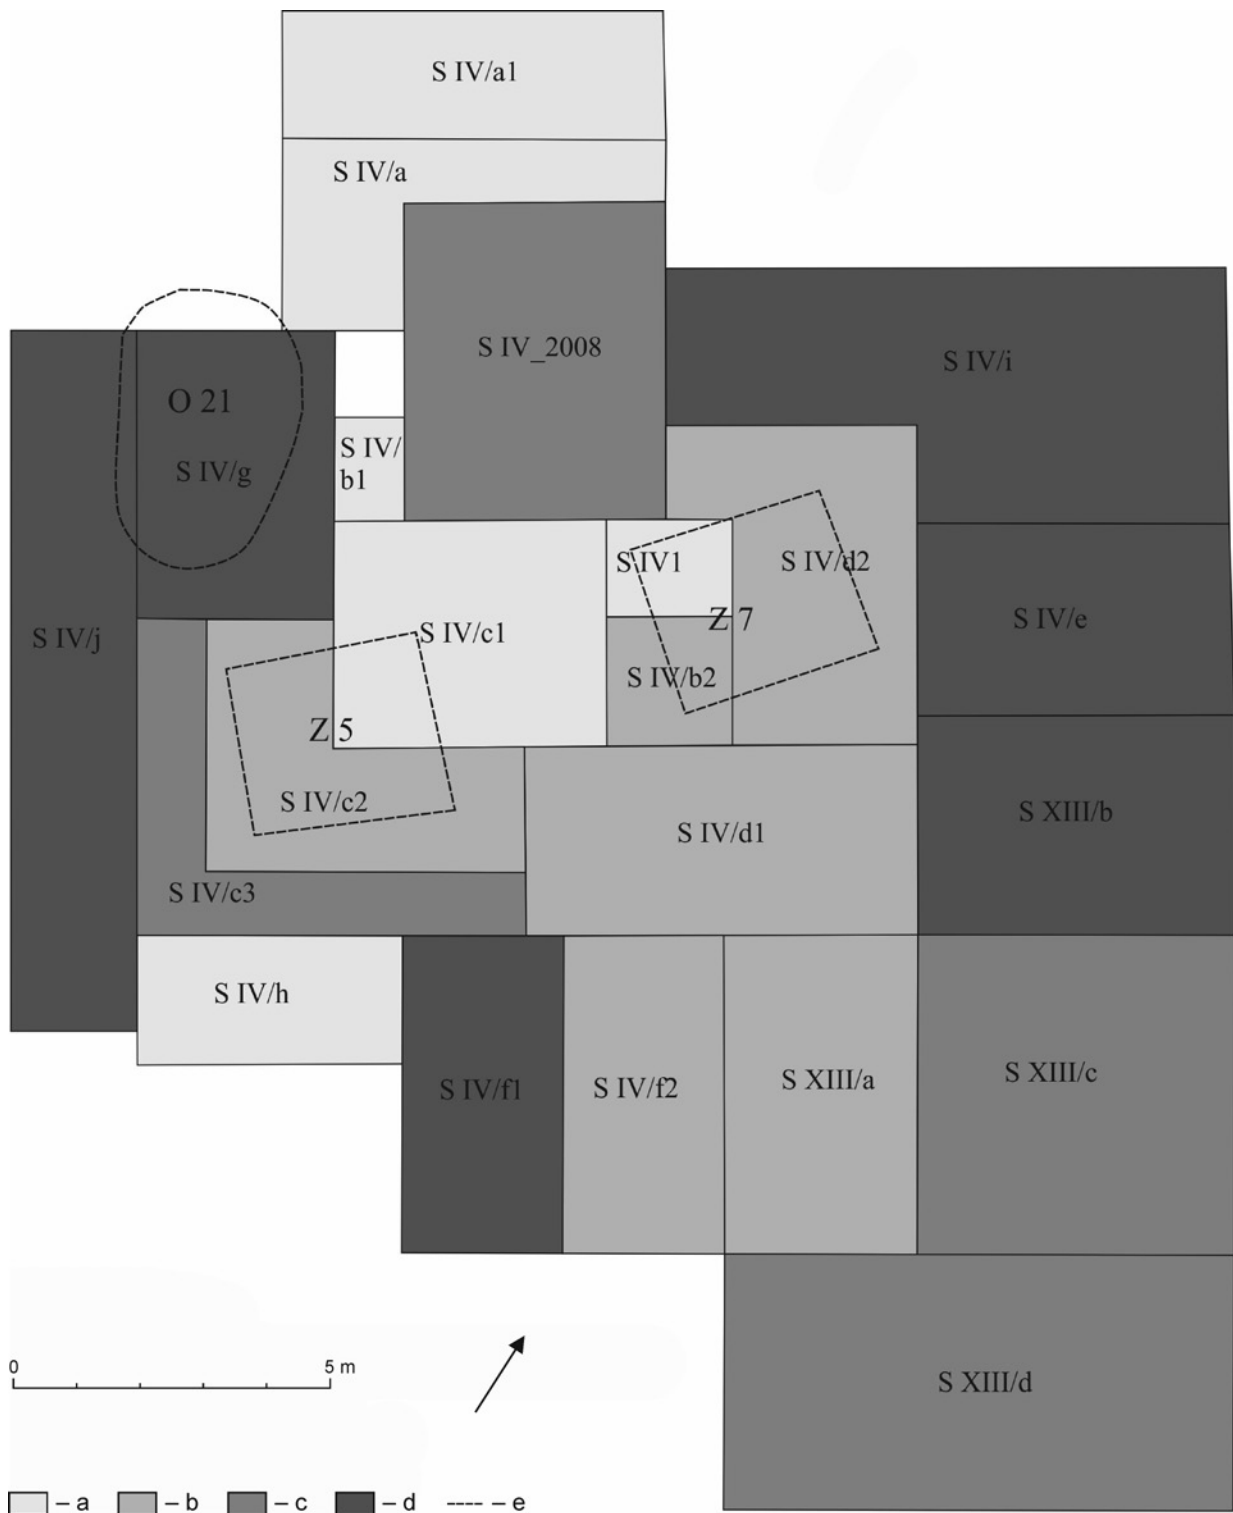 S IV/a1
S IV/a
S IV_2008
S IV/i
O 21
S IV/
b1
S IV/g
S IV1
S IV/d2
S IV/j
S IV/c1
Z 7
S IV/e
S IV/b2
Z 5
S IV/c2
S IV/d1
S XIII/b
S IV/c3
S IV/h
S IV/f1
S IV/f2
S XIII/a
S XIII/c
0 5 m
S XIII/d
– a – b – c – d – e